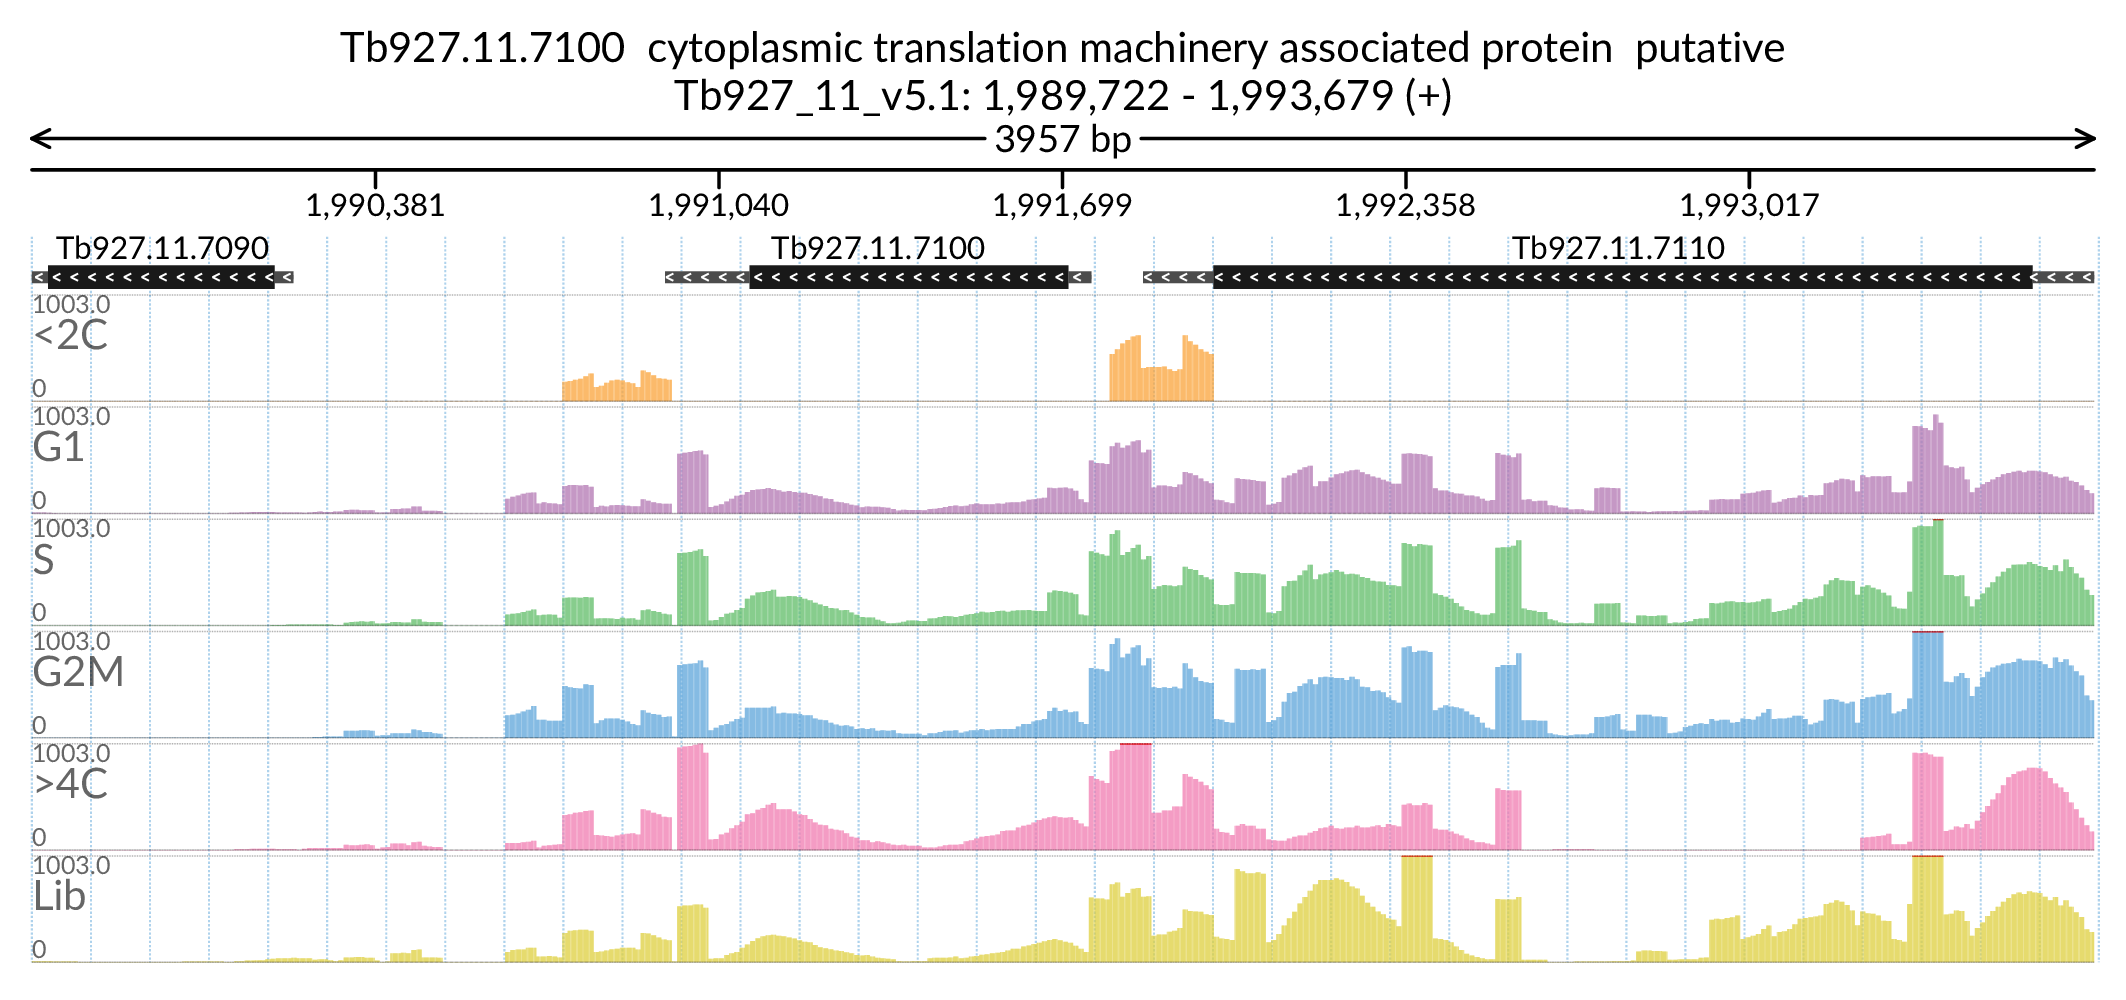 Tb927.11.7100  cytoplasmic translation machinery associated protein  putative
Tb927_11_v5.1: 1,989,722 - 1,993,679 (+)
3957 bp
1,990,381 1,991,040 1,991,699 1,992,358 1,993,017
Tb927.11.7090 Tb927.11.7100 Tb927.11.7110
1003.0
<2C
0
1003.0
G1
0
1003.0
S
0
1003.0
G2M
0
1003.0
>4C
0
1003.0
Lib
0